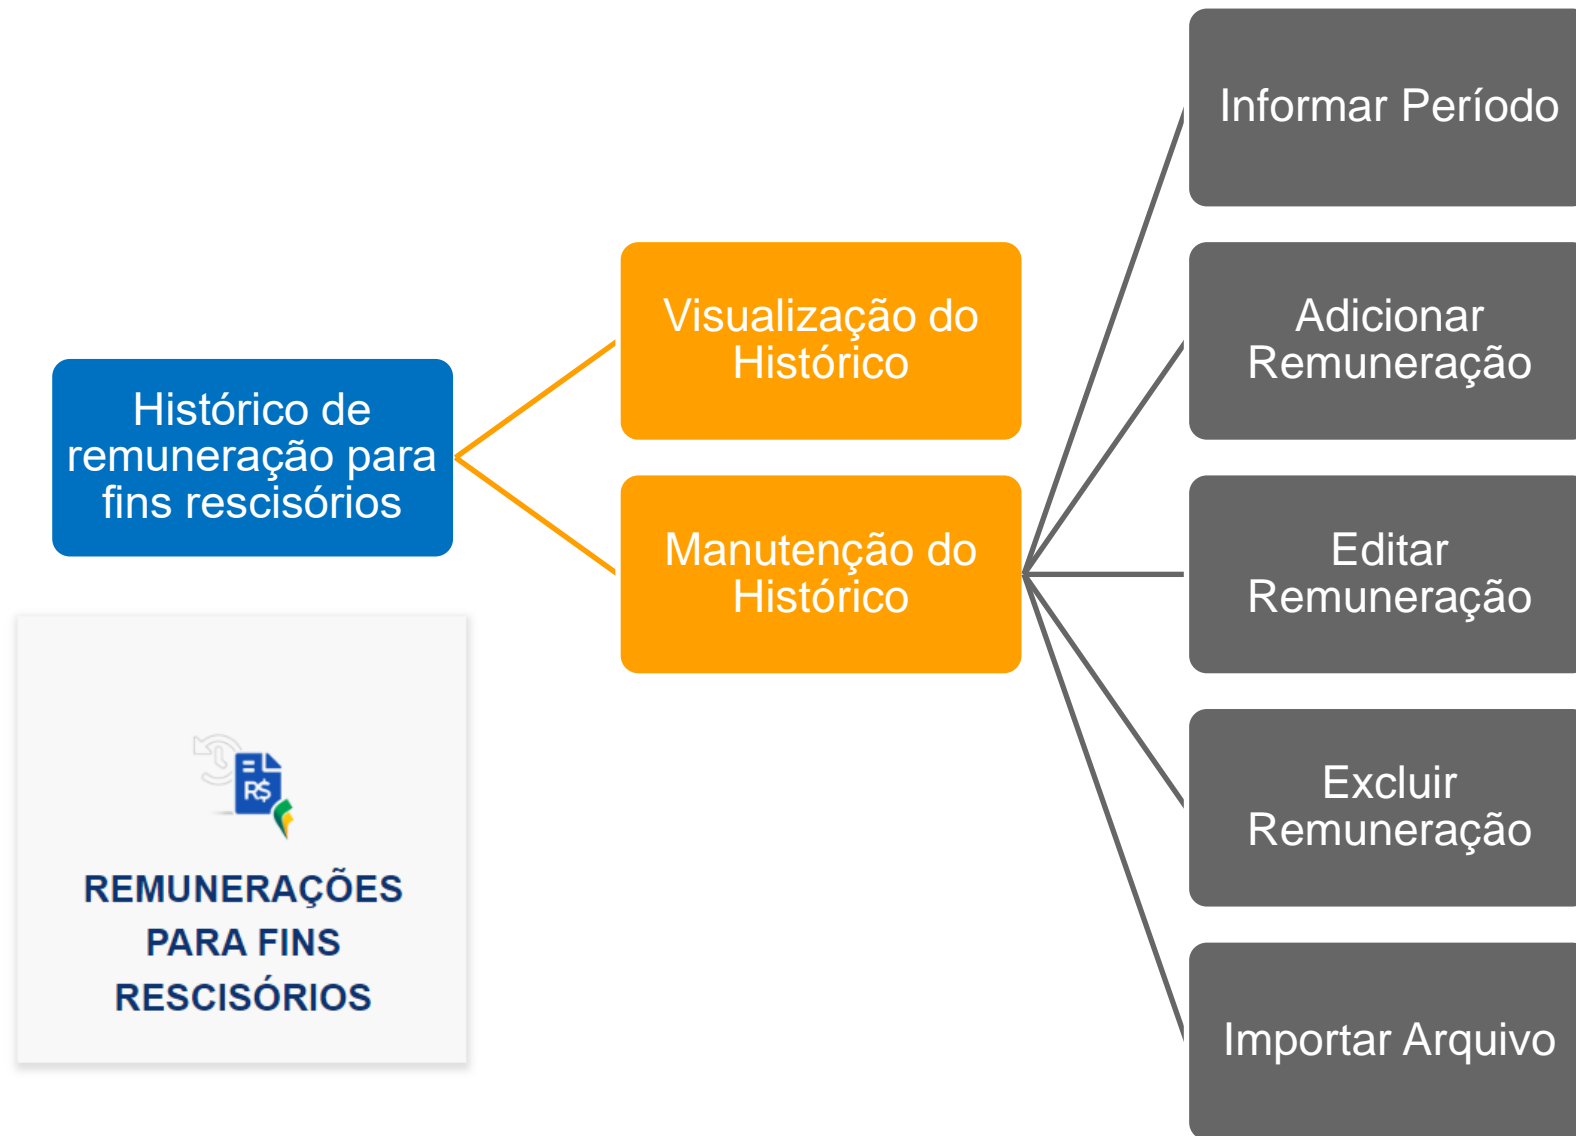 Histórico de
remuneração para
fins rescisórios
Visualização do
Histórico
Manutenção do
Histórico
Informar Período
Adicionar
Remuneração
Editar
Remuneração
Excluir
Remuneração
Importar Arquivo
R$
REMUNERAÇÕES
PARA FINS
RESCISÓRIOS